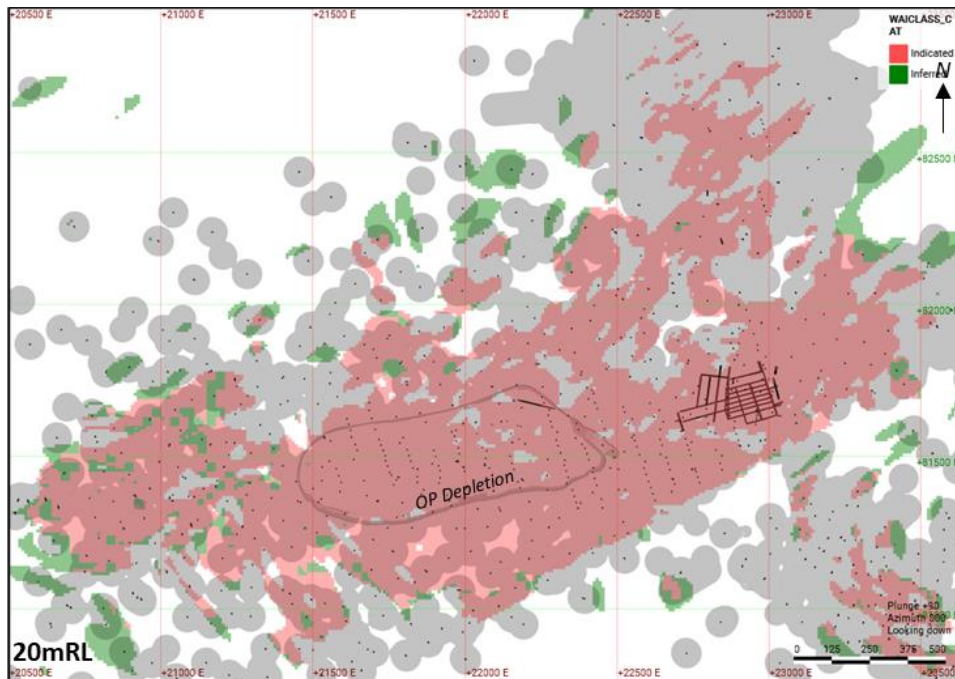 +20500 E +21000 E +21500 E +22000 E +22500 E +23000 E
WAICLASS_C
AT
Indicated
Inferred
N
+82500
+82000
OP Depletion
+81500
Plunge +90
Azimuth 000
Looking down
20mRL
0 125 250 375 500
+20500 E +21000 E +21500 E +22000 E +22500 E +23000 E